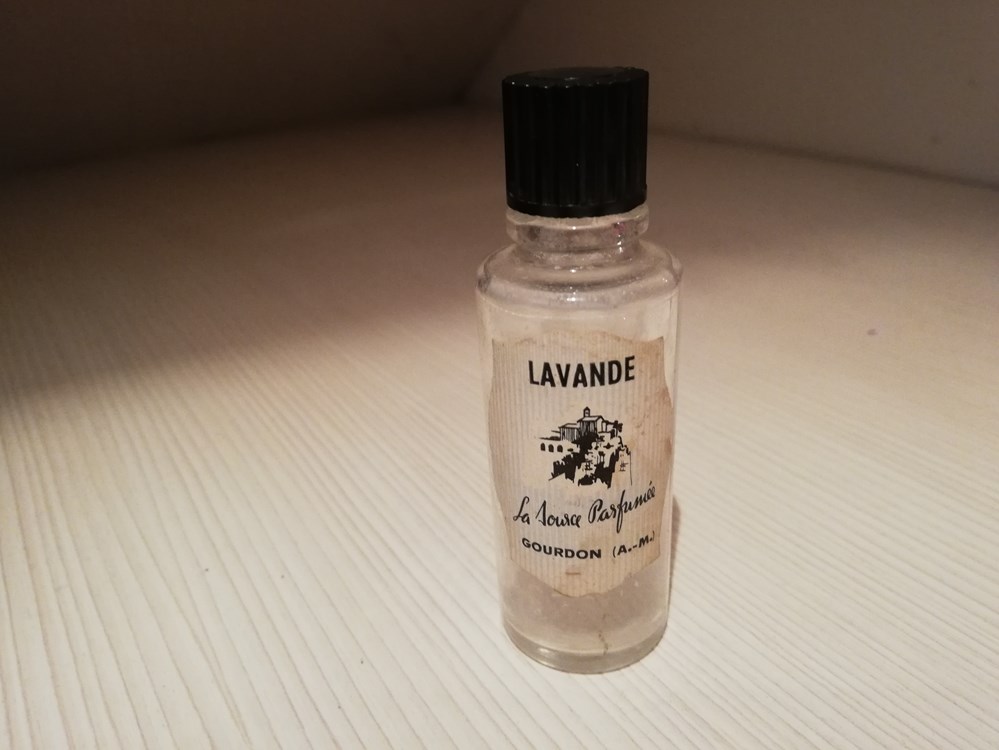 LAVANDE
La Source Parfumée
GOURDON (A.-M.)